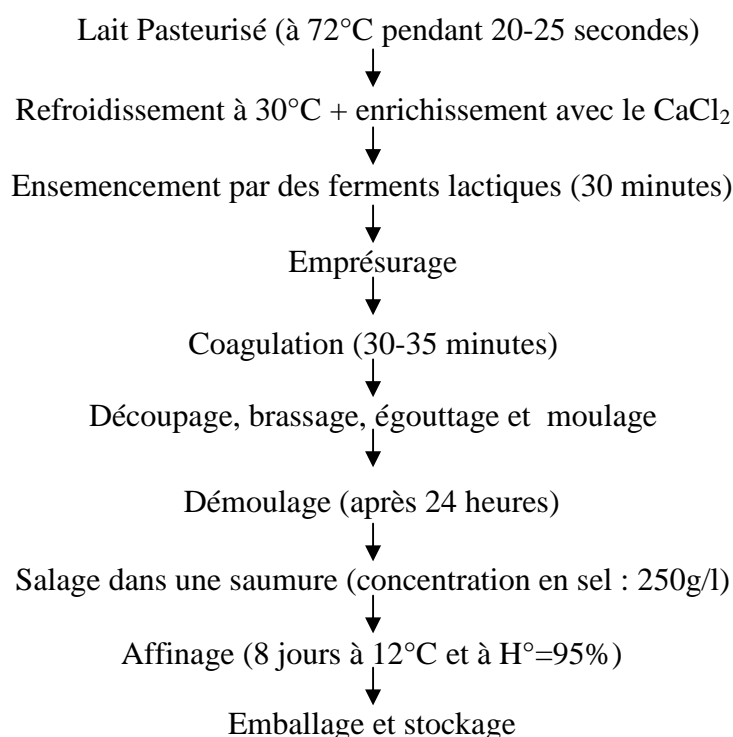 Lait Pasteurisé (à 72°C pendant 20-25 secondes)
Refroidissement à 30°C + enrichissement avec le CaCl₂
Ensemencement par des ferments lactiques (30 minutes)
Emprésurage
Coagulation (30-35 minutes)
Découpage, brassage, égouttage et moulage
Démoulage (après 24 heures)
Salage dans une saumure (concentration en sel : 250g/l)
Affinage (8 jours à 12°C et à H°=95%)
Emballage et stockage